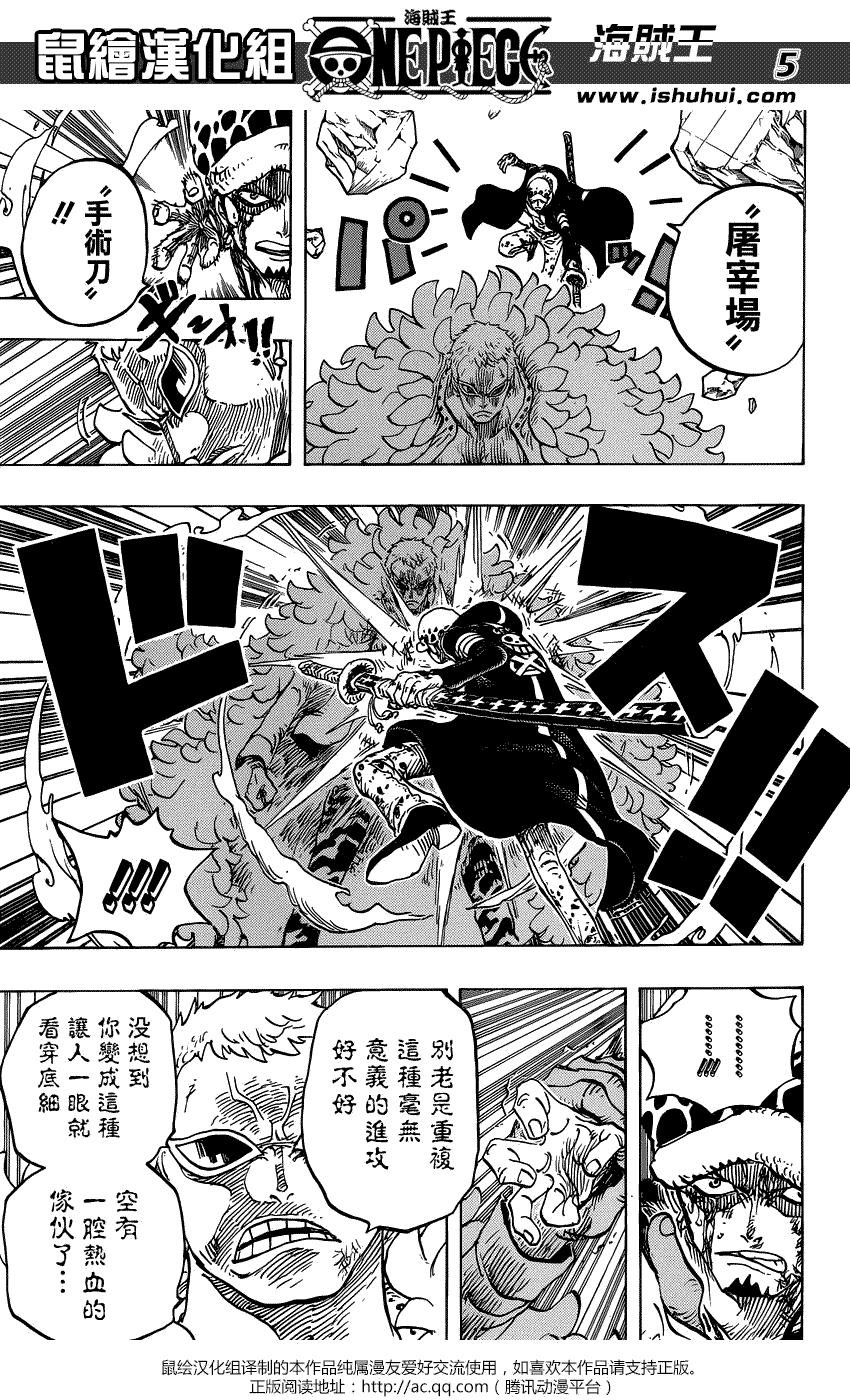 鼠繪漢化組
海賊王
ONE PIECE
海賊王
www.ishuhui.com
5
〝屠宰場〞
パッ!!
〝手術刀〞
!!
ギィィ!!
ズド!!
!!!!
………………!!!
別老是重複
這種毫無
意義的進攻
好不好
没想到
你變成這種
讓人一眼就
看穿底細
空有
一腔熱血的
傢伙了…
鼠绘汉化组译制的本作品纯属漫友爱好交流使用，如喜欢本作品请支持正版。
正版阅读地址：http://ac.qq.com（腾讯动漫平台）